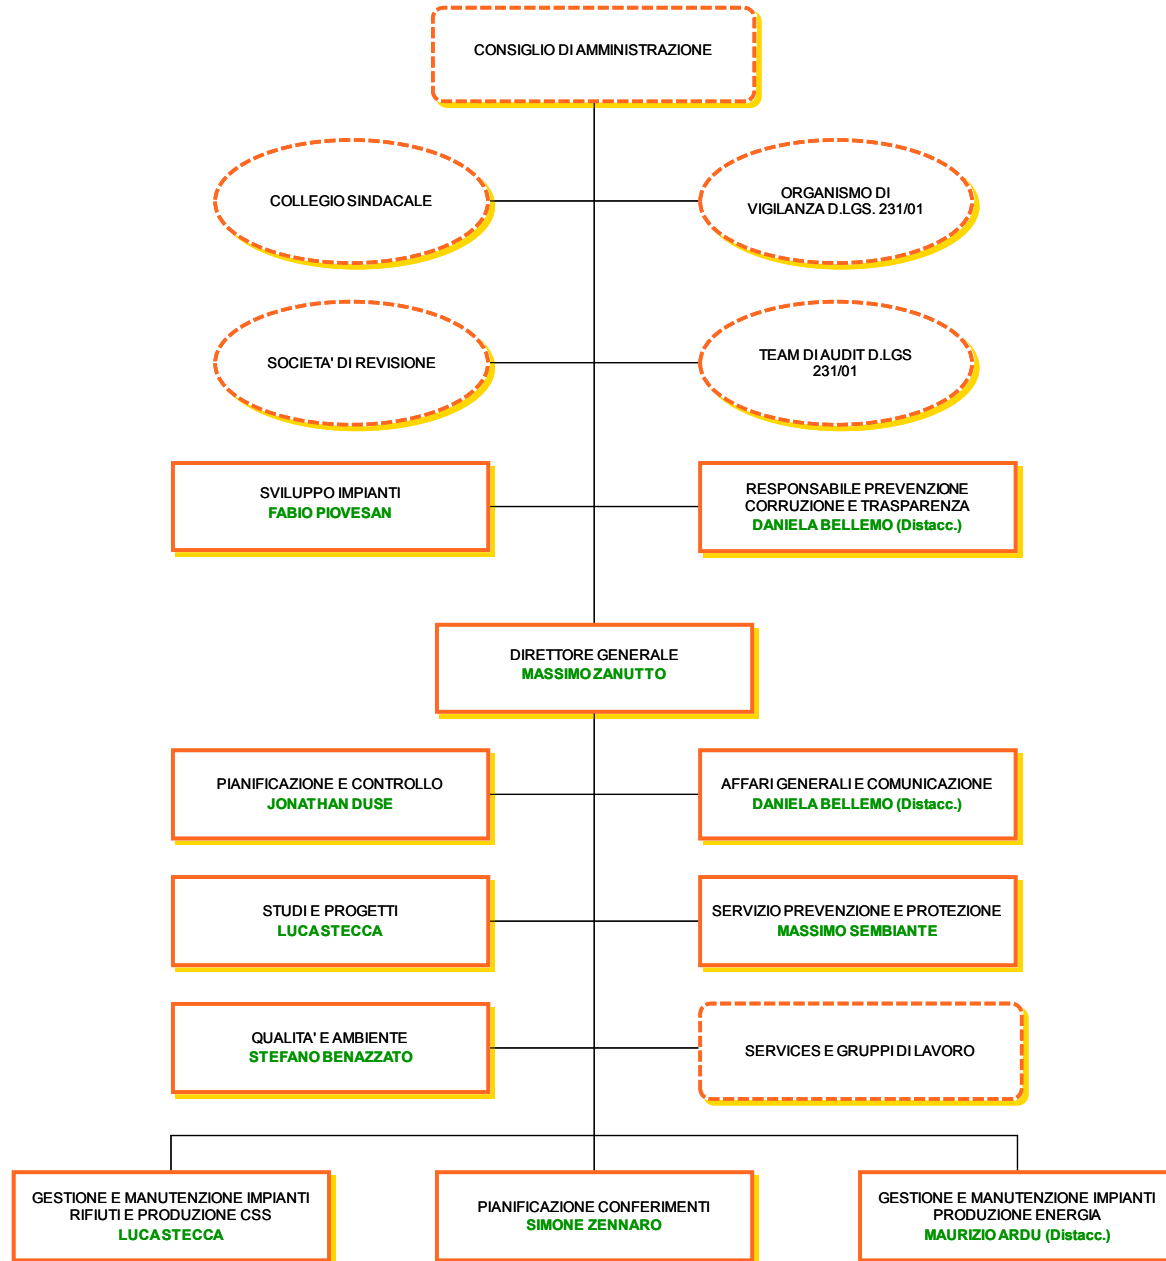 CONSIGLIO DI AMMINISTRAZIONE
COLLEGIO SINDACALE
ORGANISMO DI
VIGILANZA D.LGS. 231/01
SOCIETA' DI REVISIONE
TEAM DI AUDIT D.LGS
231/01
SVILUPPO IMPIANTI
FABIO PIOVESAN
RESPONSABILE PREVENZIONE
CORRUZIONE E TRASPARENZA
DANIELA BELLEMO (Distacc.)
DIRETTORE GENERALE
MASSIMO ZANUTTO
PIANIFICAZIONE E CONTROLLO
JONATHAN DUSE
AFFARI GENERALI E COMUNICAZIONE
DANIELA BELLEMO (Distacc.)
STUDI E PROGETTI
LUCA STECCA
SERVIZIO PREVENZIONE E PROTEZIONE
MASSIMO SEMBIANTE
QUALITA' E AMBIENTE
STEFANO BENAZZATO
SERVICES E GRUPPI DI LAVORO
GESTIONE E MANUTENZIONE IMPIANTI
RIFIUTI E PRODUZIONE CSS
LUCA STECCA
PIANIFICAZIONE CONFERIMENTI
SIMONE ZENNARO
GESTIONE E MANUTENZIONE IMPIANTI
PRODUZIONE ENERGIA
MAURIZIO ARDU (Distacc.)